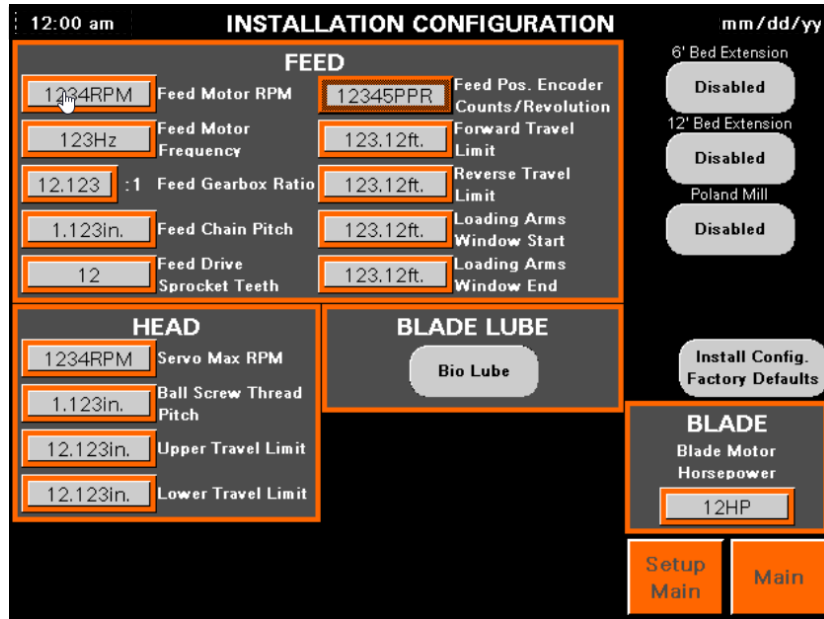 12:00 am
INSTALLATION CONFIGURATION
mm/dd/yy
FEED
1234RPM
Feed Motor RPM
123Hz
Feed Motor
Frequency
12.123 :1
Feed Gearbox Ratio
1.123in.
Feed Chain Pitch
12
Feed Drive
Sprocket Teeth
12345PPR
Feed Pos. Encoder
Counts/Revolution
123.12ft.
Forward Travel
Limit
123.12ft.
Reverse Travel
Limit
123.12ft.
Loading Arms
Window Start
123.12ft.
Loading Arms
Window End
6' Bed Extension
Disabled
12' Bed Extension
Disabled
Poland Mill
Disabled
HEAD
1234RPM
Servo Max RPM
1.123in.
Ball Screw Thread
Pitch
12.123in.
Upper Travel Limit
12.123in.
Lower Travel Limit
BLADE LUBE
Bio Lube
Install Config.
Factory Defaults
BLADE
Blade Motor
Horsepower
12HP
Setup
Main
Main